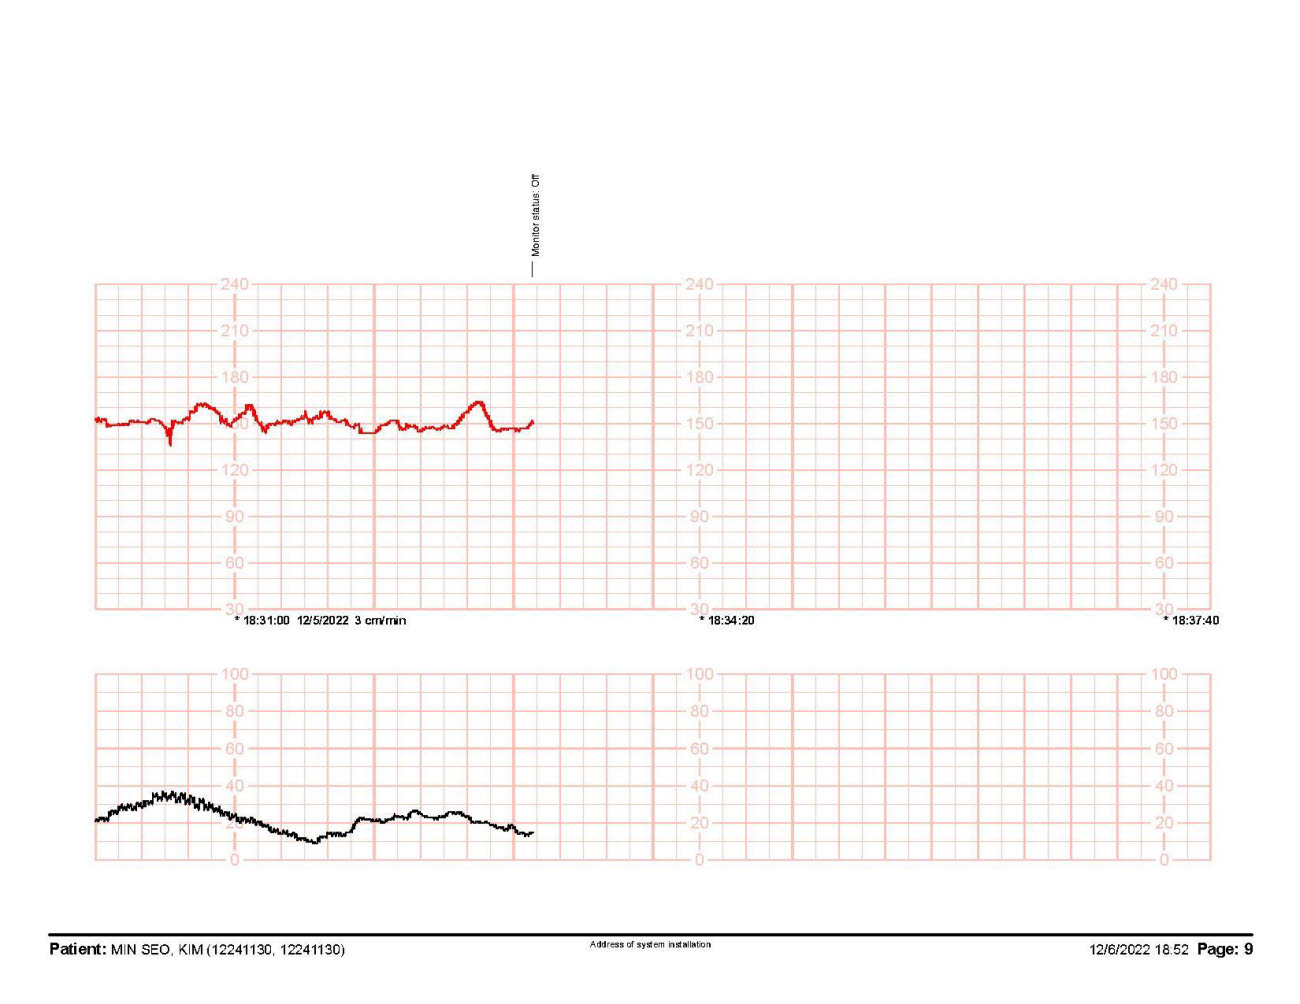 Monitor status: Off
240 240 240
210 210 210
180 180 180
150 150
120 120 120
90 90 90
60 60 60
30 30 30
* 18:31:00 12/5/2022 3 cm/min * 18:34:20 * 18:37:40
100 100 100
80 80 80
60 60 60
40 40 40
20 20 20
0 0 0
Patient: MIN SEO, KIM (12241130, 12241130) Address of system installation 12/6/2022 18:52 Page: 9